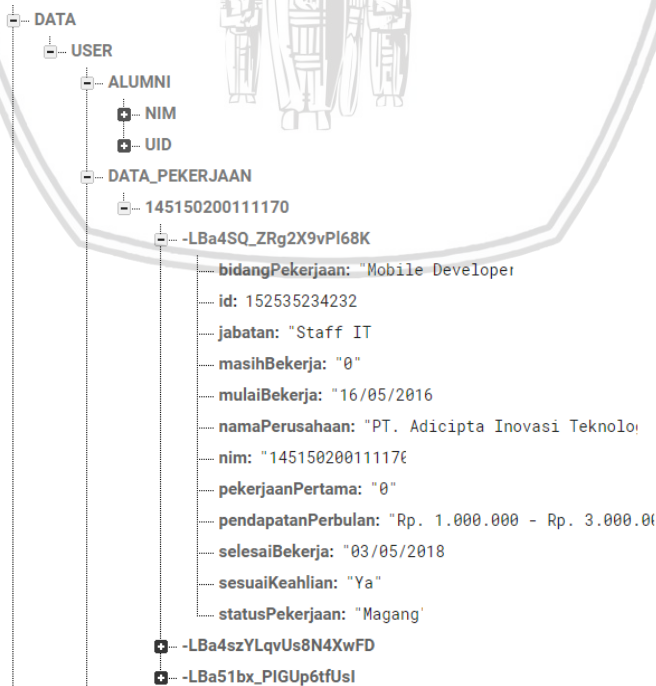 DATA
USER
ALUMNI
NIM
UID
DATA_PEKERJAAN
145150200111170
-LBa4SQ_ZRg2X9vPl68K
bidangPekerjaan: "Mobile Developer
id: 152535234232
jabatan: "Staff IT
masihBekerja: "0"
mulaiBekerja: "16/05/2016
namaPerusahaan: "PT. Adicipta Inovasi Teknolo
nim: "14515020011117
pekerjaanPertama: "0"
pendapatanPerbulan: "Rp. 1.000.000 - Rp. 3.000.0
selesaiBekerja: "03/05/2018
sesuaiKeahlian: "Ya"
statusPekerjaan: "Magang'
-LBa4szYLqvUs8N4XwFD
-LBa51bx_PIGUp6tfUsI